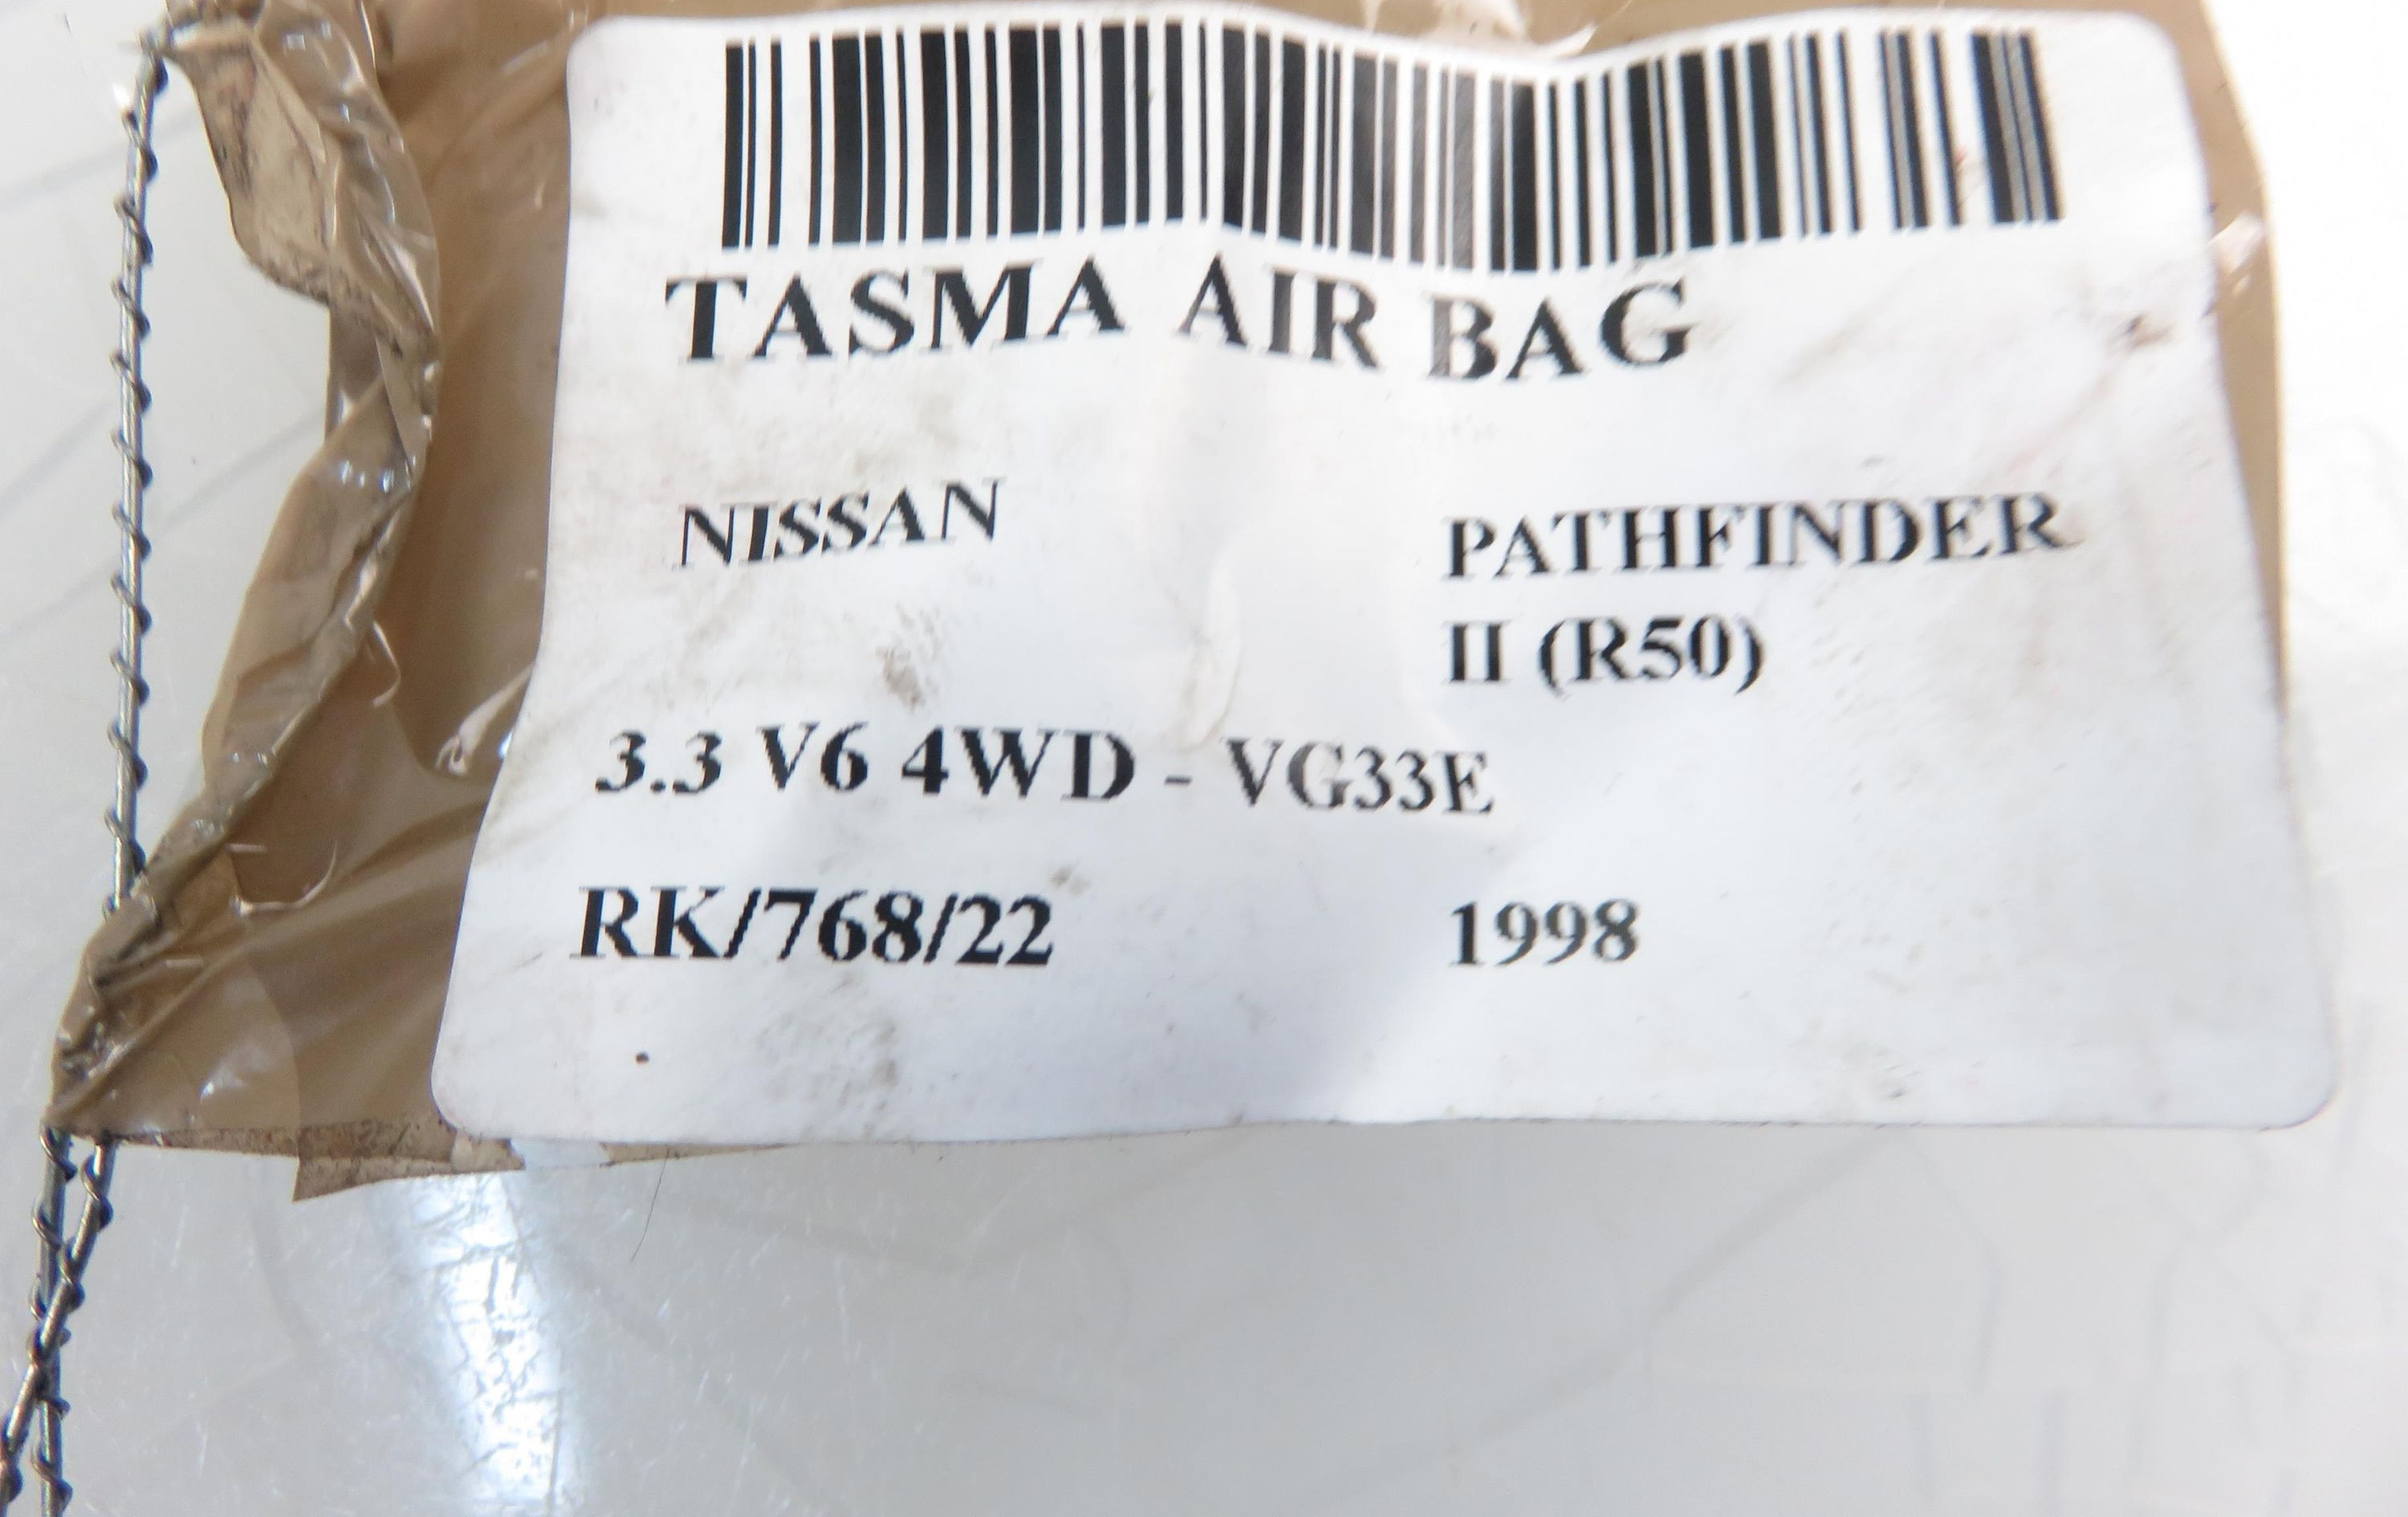 TASMA AIR BAG
NISSAN PATHFINDER
II (R50)
3.3 V6 4WD - VG33E
RK/768/22 1998